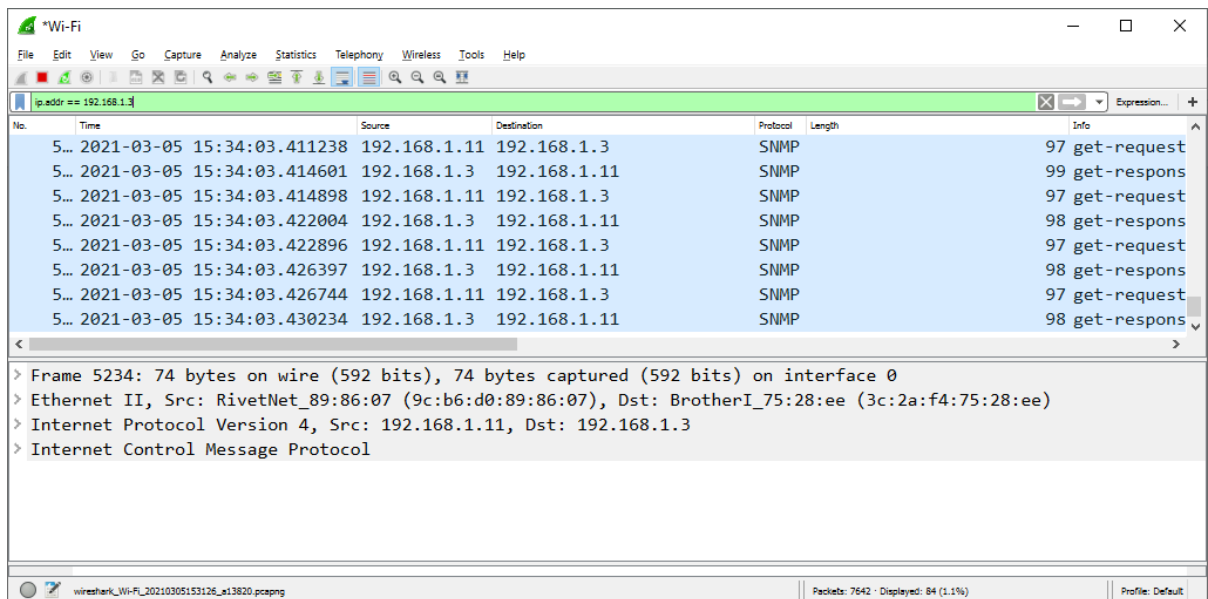 *Wi-Fi
File Edit View Go Capture Analyze Statistics Telephony Wireless Tools Help
ip.addr == 192.168.1.3 Expression... +
No. Time Source Destination Protocol Length Info
5... 2021-03-05 15:34:03.411238 192.168.1.11 192.168.1.3 SNMP 97 get-request
5... 2021-03-05 15:34:03.414601 192.168.1.3 192.168.1.11 SNMP 99 get-respons
5... 2021-03-05 15:34:03.414898 192.168.1.11 192.168.1.3 SNMP 97 get-request
5... 2021-03-05 15:34:03.422004 192.168.1.3 192.168.1.11 SNMP 98 get-respons
5... 2021-03-05 15:34:03.422896 192.168.1.11 192.168.1.3 SNMP 97 get-request
5... 2021-03-05 15:34:03.426397 192.168.1.3 192.168.1.11 SNMP 98 get-respons
5... 2021-03-05 15:34:03.426744 192.168.1.11 192.168.1.3 SNMP 97 get-request
5... 2021-03-05 15:34:03.430234 192.168.1.3 192.168.1.11 SNMP 98 get-respons
> Frame 5234: 74 bytes on wire (592 bits), 74 bytes captured (592 bits) on interface 0
> Ethernet II, Src: RivetNet_89:86:07 (9c:b6:d0:89:86:07), Dst: BrotherI_75:28:ee (3c:2a:f4:75:28:ee)
> Internet Protocol Version 4, Src: 192.168.1.11, Dst: 192.168.1.3
> Internet Control Message Protocol
wireshark_Wi-Fi_20210305153126_a13820.pcapng Packets: 7642 · Displayed: 84 (1.1%) Profile: Default